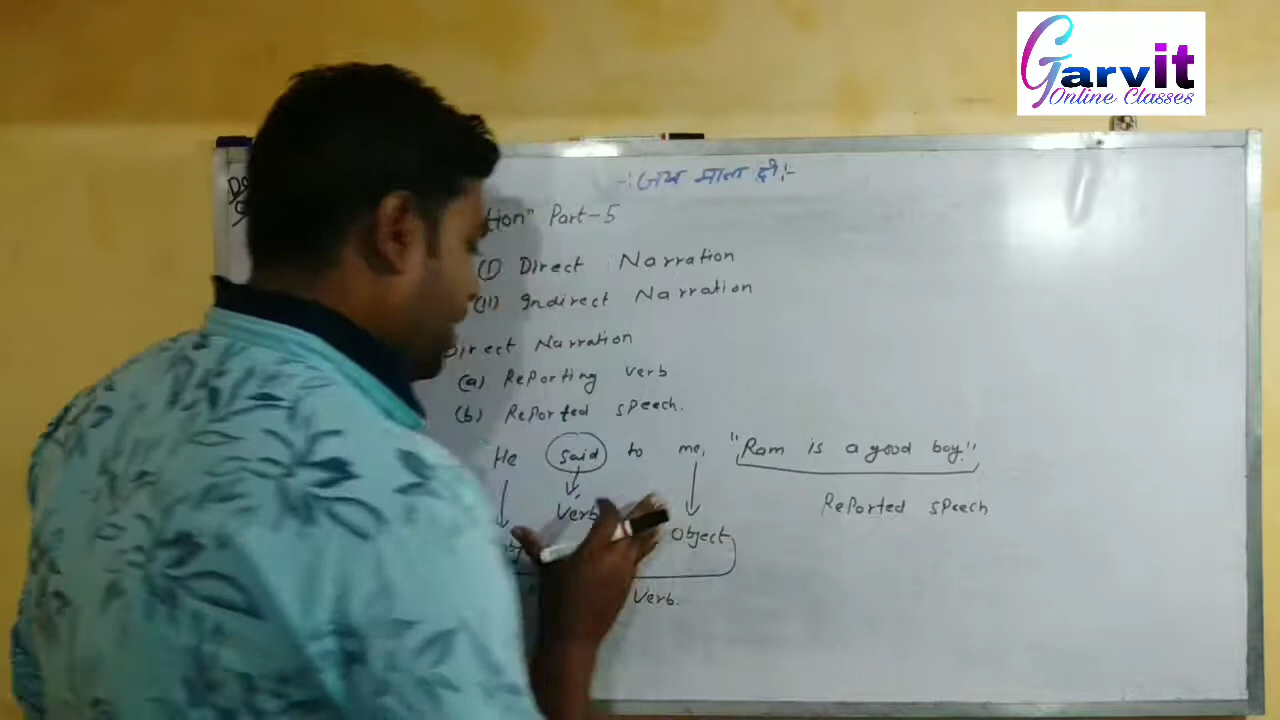 Garvit
Online Classes
-:जय माता दी:-
tion" Part-5
(I) Direct Narration
(II) Indirect Narration
Direct Narration
(a) Reporting verb
(b) Reported speech.
He said to me, "Ram is a good boy."
Verb
Object
Reported speech
Verb.